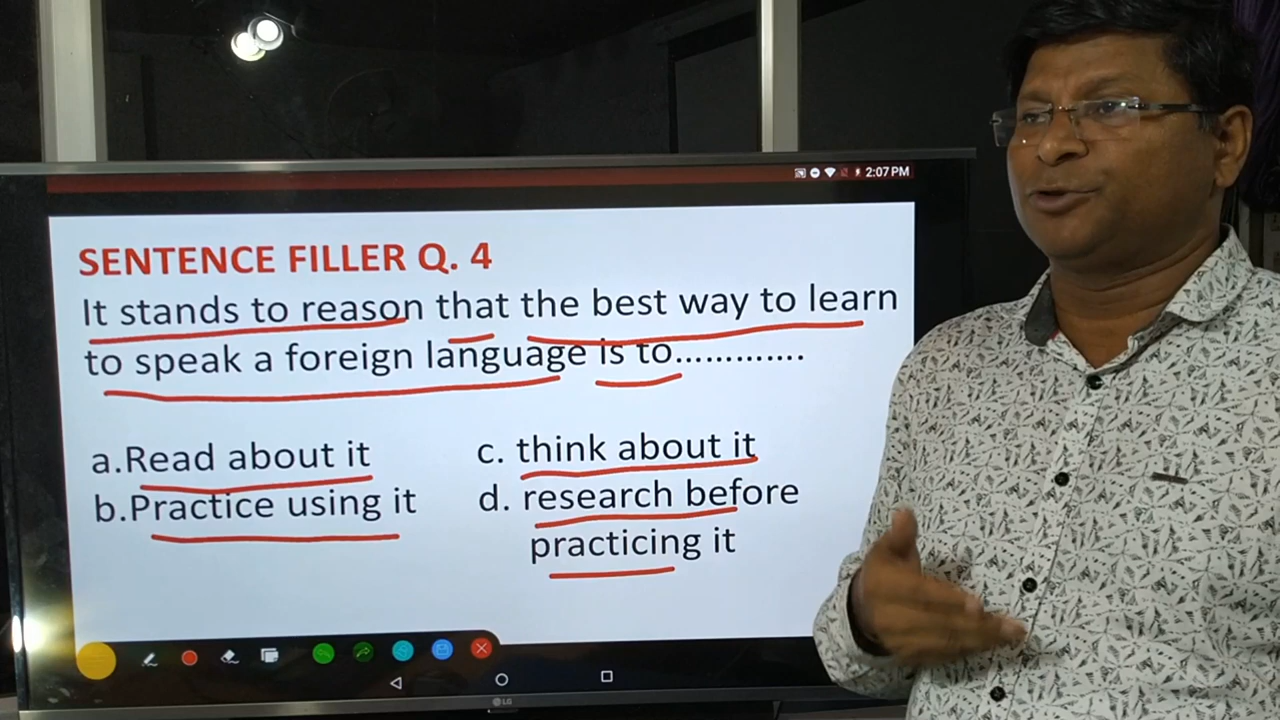 2:07 PM
SENTENCE FILLER Q. 4
It stands to reason that the best way to learn
to speak a foreign language is to.............
a.Read about it
b.Practice using it
c. think about it
d. research before
practicing it
LG